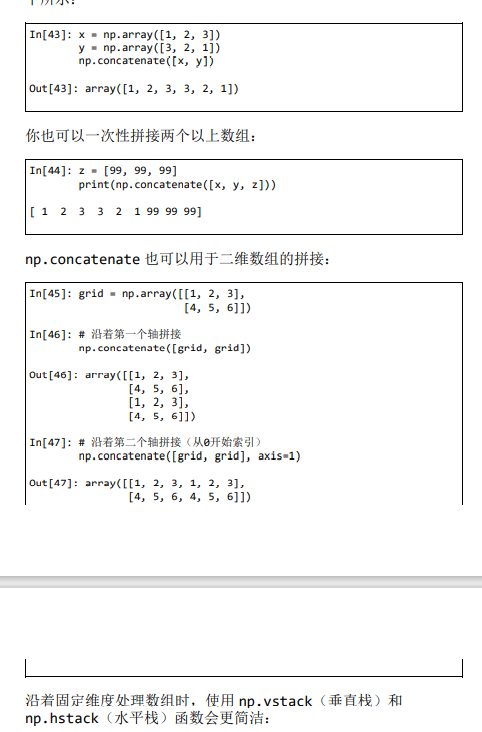 In[43]: x = np.array([1, 2, 3])
y = np.array([3, 2, 1])
np.concatenate([x, y])
Out[43]: array([1, 2, 3, 3, 2, 1])
你也可以一次性拼接两个以上数组：
In[44]: z = [99, 99, 99]
print(np.concatenate([x, y, z]))
[ 1  2  3  3  2  1 99 99 99]
np.concatenate 也可以用于二维数组的拼接：
In[45]: grid = np.array([[1, 2, 3],
[4, 5, 6]])
In[46]: # 沿着第一个轴拼接
np.concatenate([grid, grid])
Out[46]: array([[1, 2, 3],
[4, 5, 6],
[1, 2, 3],
[4, 5, 6]])
In[47]: # 沿着第二个轴拼接（从0开始索引）
np.concatenate([grid, grid], axis=1)
Out[47]: array([[1, 2, 3, 1, 2, 3],
[4, 5, 6, 4, 5, 6]])
沿着固定维度处理数组时，使用 np.vstack（垂直栈）和
np.hstack（水平栈）函数会更简洁：